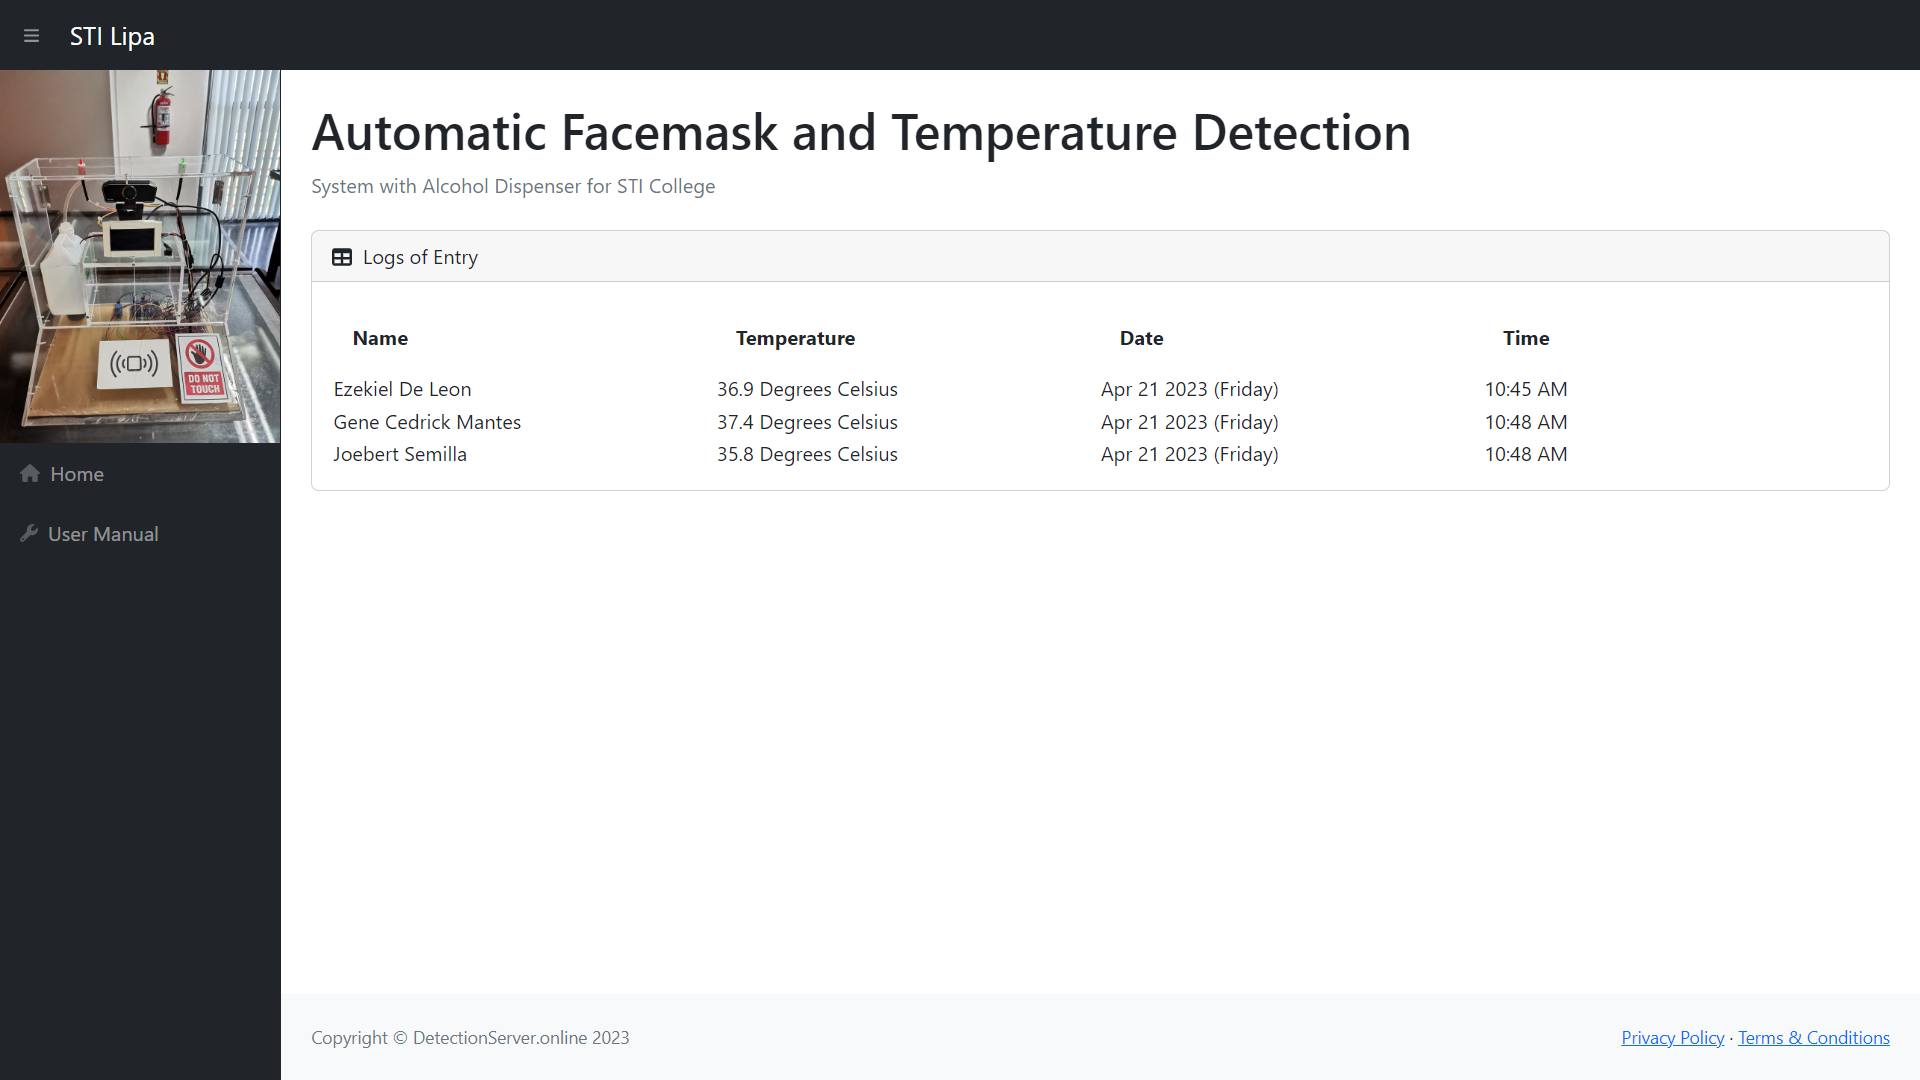 STI Lipa
DO NOT
TOUCH
Home
User Manual
Automatic Facemask and Temperature Detection
System with Alcohol Dispenser for STI College
Logs of Entry
Name Temperature Date Time
Ezekiel De Leon 36.9 Degrees Celsius Apr 21 2023 (Friday) 10:45 AM
Gene Cedrick Mantes 37.4 Degrees Celsius Apr 21 2023 (Friday) 10:48 AM
Joebert Semilla 35.8 Degrees Celsius Apr 21 2023 (Friday) 10:48 AM
Copyright © DetectionServer.online 2023
Privacy Policy · Terms & Conditions